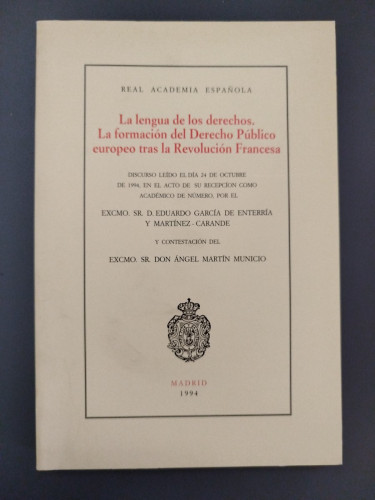 REAL ACADEMIA ESPAÑOLA
La lengua de los derechos.
La formación del Derecho Público
europeo tras la Revolución Francesa
DISCURSO LEÍDO EL DÍA 24 DE OCTUBRE
DE 1994, EN EL ACTO DE SU RECEPCIÓN COMO
ACADÉMICO DE NÚMERO, POR EL
EXCMO. SR. D. EDUARDO GARCÍA DE ENTERRÍA
Y MARTÍNEZ-CARANDE
Y CONTESTACIÓN DEL
EXCMO. SR. DON ÁNGEL MARTÍN MUNICIO
MADRID
1994